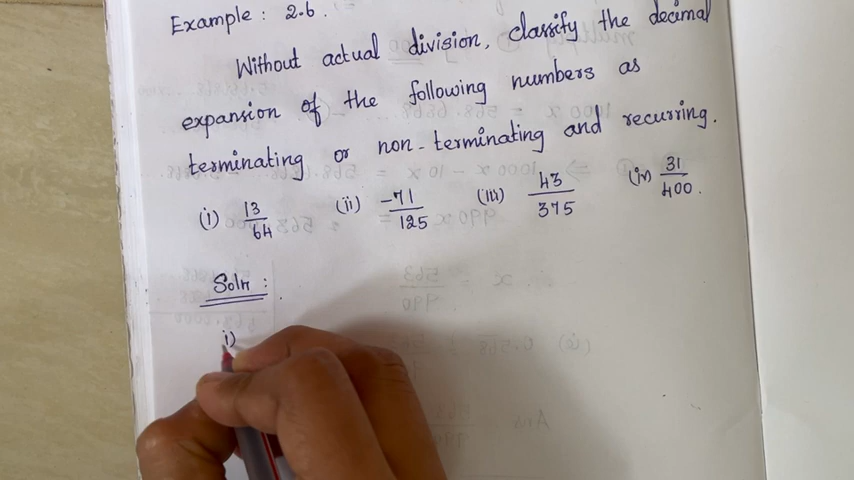 Example : 2.6.
Without actual division, classify the decimal
expansion of the following numbers as
terminating or non-terminating and recurring.
(i) 13/64 (ii) -71/125 (iii) 43/375 (iv) 31/400.
Soln :
i)